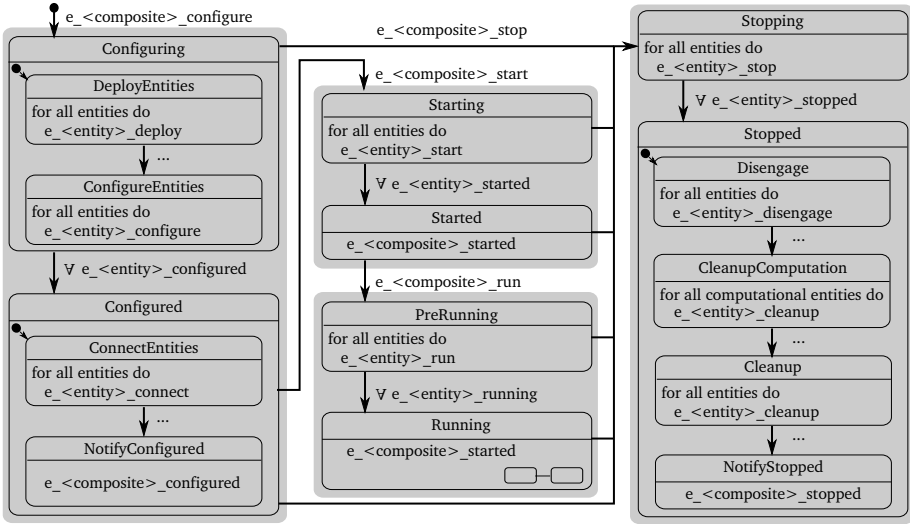 e_<composite>_configure
Configuring
DeployEntities
for all entities do
e_<entity>_deploy
...
ConfigureEntities
for all entities do
e_<entity>_configure
∀ e_<entity>_configured
Configured
ConnectEntities
for all entities do
e_<entity>_connect
...
NotifyConfigured
e_<composite>_configured
e_<composite>_stop
e_<composite>_start
Starting
for all entities do
e_<entity>_start
∀ e_<entity>_started
Started
e_<composite>_started
e_<composite>_run
PreRunning
for all entities do
e_<entity>_run
∀ e_<entity>_running
Running
e_<composite>_started
Stopping
for all entities do
e_<entity>_stop
∀ e_<entity>_stopped
Stopped
Disengage
for all entities do
e_<entity>_disengage
...
CleanupComputation
for all computational entities do
e_<entity>_cleanup
...
Cleanup
for all entities do
e_<entity>_cleanup
...
NotifyStopped
e_<composite>_stopped